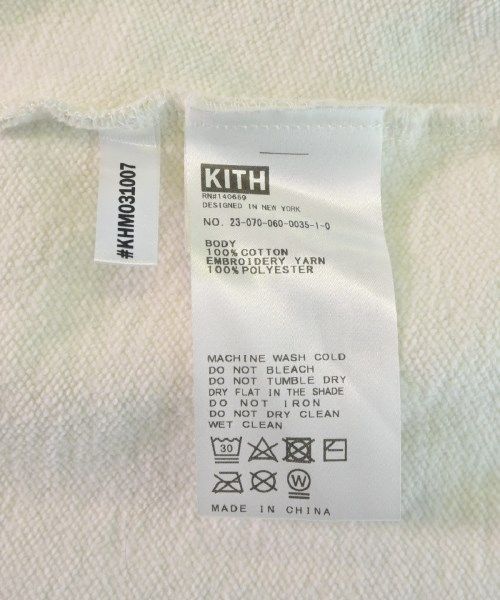 #KHM031007
KITH
RN#140659
DESIGNED IN NEW YORK
NO. 23-070-060-0035-1-0
BODY
100% COTTON
EMBROIDERY YARN
100% POLYESTER
MACHINE WASH COLD
DO NOT BLEACH
DO NOT TUMBLE DRY
DRY FLAT IN THE SHADE
DO NOT IRON
DO NOT DRY CLEAN
WET CLEAN
30
W
MADE IN CHINA